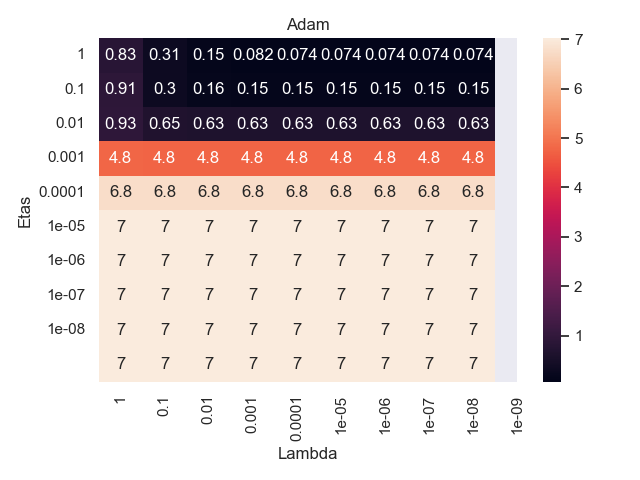 Adam
1 0.83 0.31 0.15 0.082 0.074 0.074 0.074 0.074 0.074 7
0.1 0.91 0.3 0.16 0.15 0.15 0.15 0.15 0.15 0.15 6
0.01 0.93 0.65 0.63 0.63 0.63 0.63 0.63 0.63 0.63 5
0.001 4.8 4.8 4.8 4.8 4.8 4.8 4.8 4.8 4.8
0.0001 6.8 6.8 6.8 6.8 6.8 6.8 6.8 6.8 6.8 4
Etas
1e-05 7 7 7 7 7 7 7 7 7 3
1e-06 7 7 7 7 7 7 7 7 7
1e-07 7 7 7 7 7 7 7 7 7 2
1e-08 7 7 7 7 7 7 7 7 7 1
7 7 7 7 7 7 7 7 7
1 0.1 0.01 0.001 0.0001 1e-05 1e-06 1e-07 1e-08 1e-09
Lambda